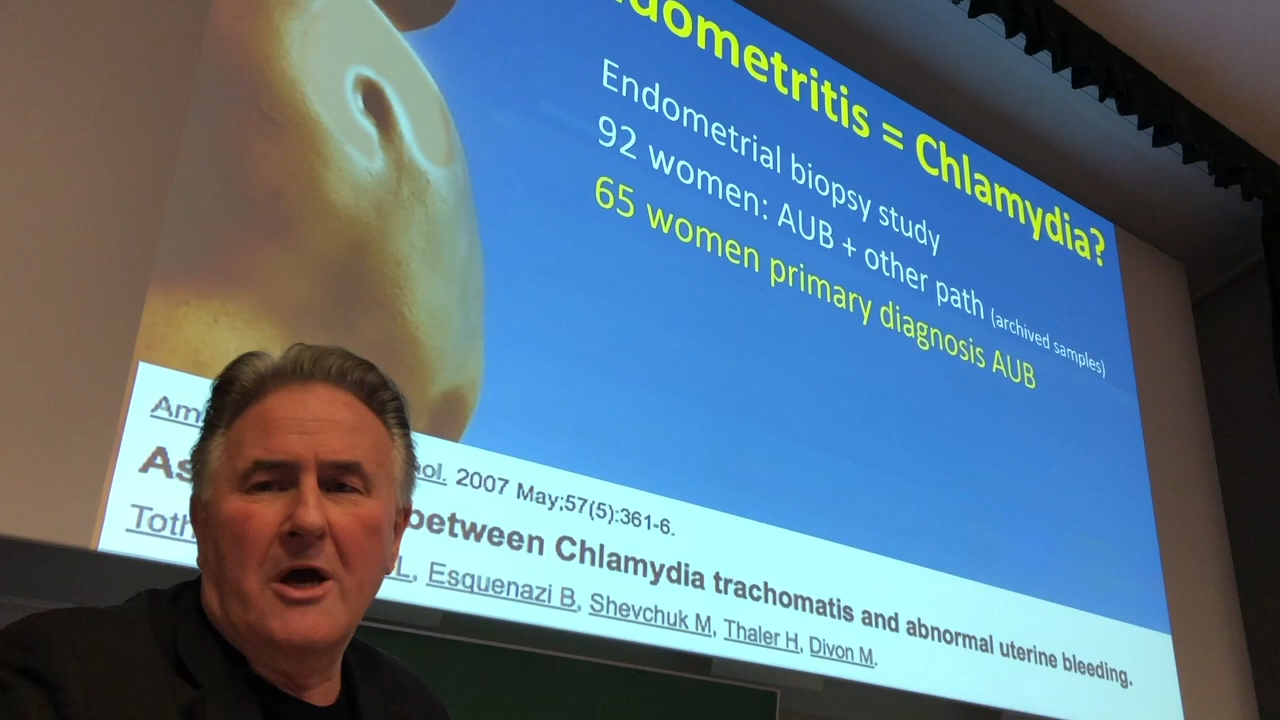 dometritis = Chlamydia?
Endometrial biopsy study
92 women: AUB + other path (archived samples)
65 women primary diagnosis AUB
Am ol. 2007 May;57(5):361-6.
As between Chlamydia trachomatis and abnormal uterine bleeding.
Toth L, Esquenazi B, Shevchuk M, Thaler H, Divon M.